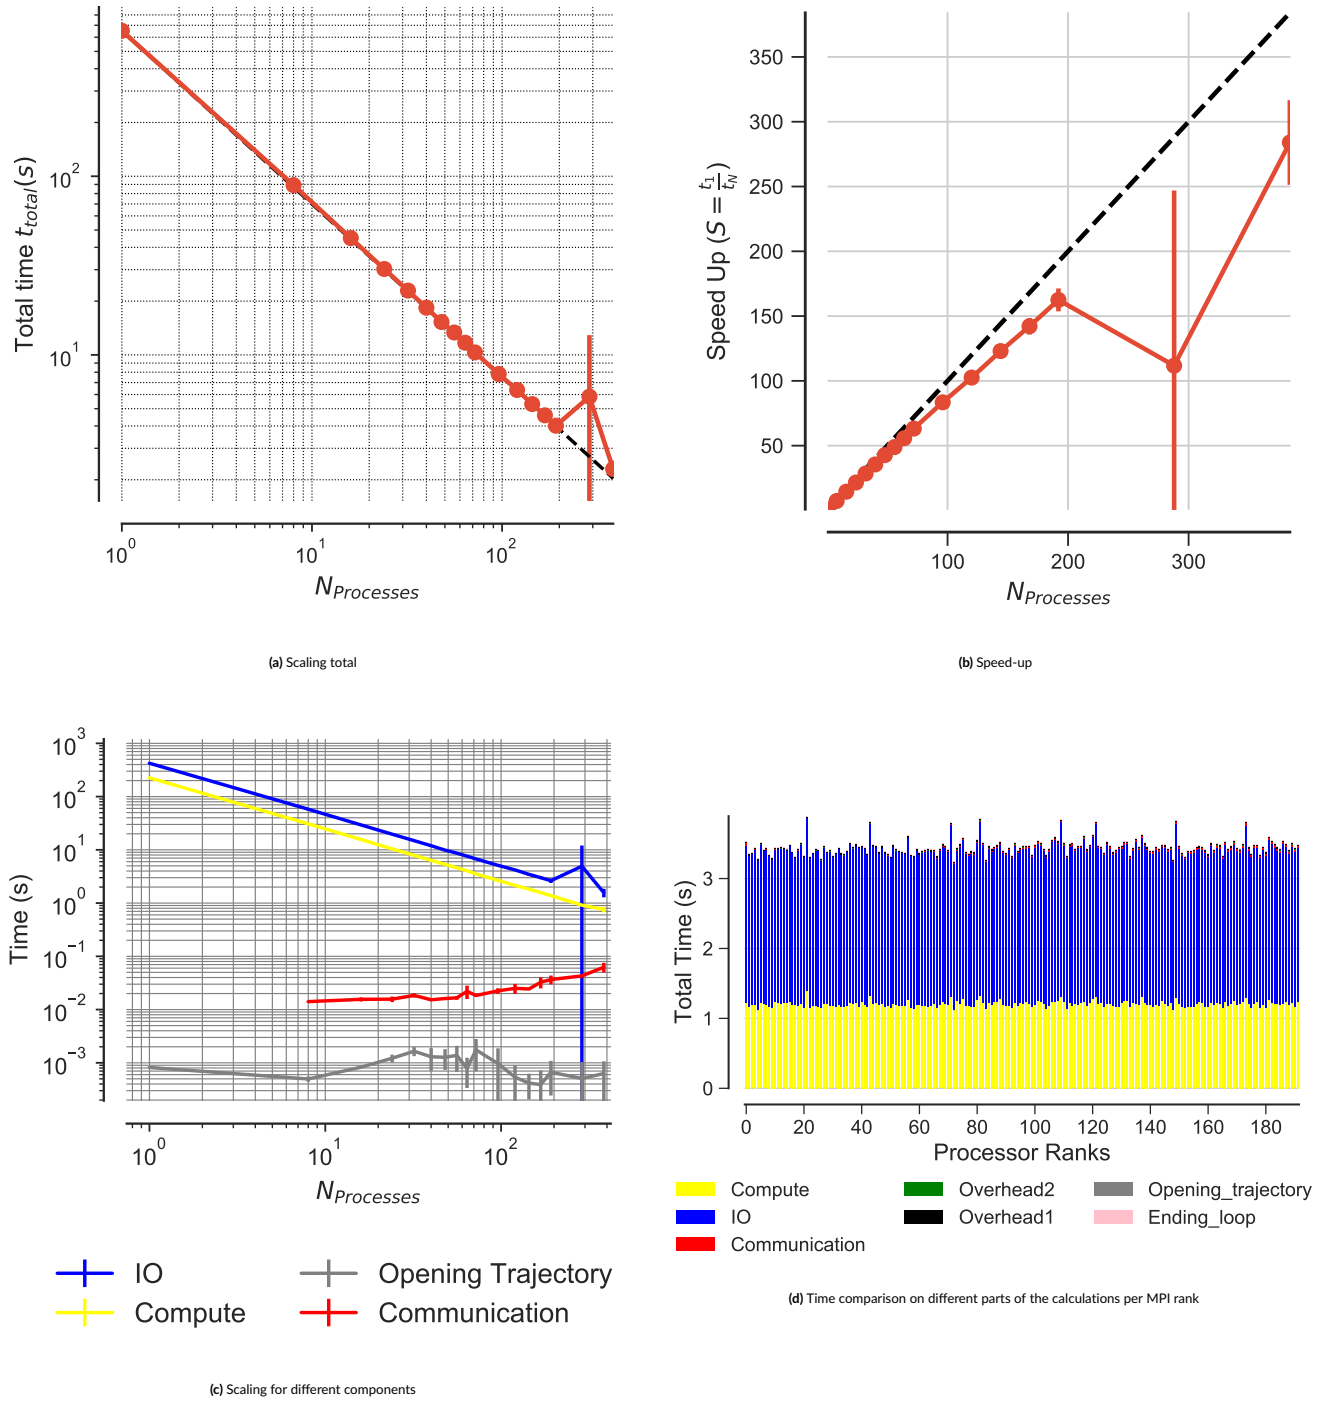 Total time t_total(s)
10^2
10^1
10^0 10^1 10^2
N_Processes
(a) Scaling total
Speed Up (S = t_1/t_N)
350
300
250
200
150
100
50
100 200 300
N_Processes
(b) Speed-up
Time (s)
10^3
10^2
10^1
10^0
10^−1
10^−2
10^−3
10^0 10^1 10^2
N_Processes
IO Opening Trajectory
Compute Communication
(c) Scaling for different components
Total Time (s)
3
2
1
0
0 20 40 60 80 100 120 140 160 180
Processor Ranks
Compute Overhead2 Opening_trajectory
IO Overhead1 Ending_loop
Communication
(d) Time comparison on different parts of the calculations per MPI rank